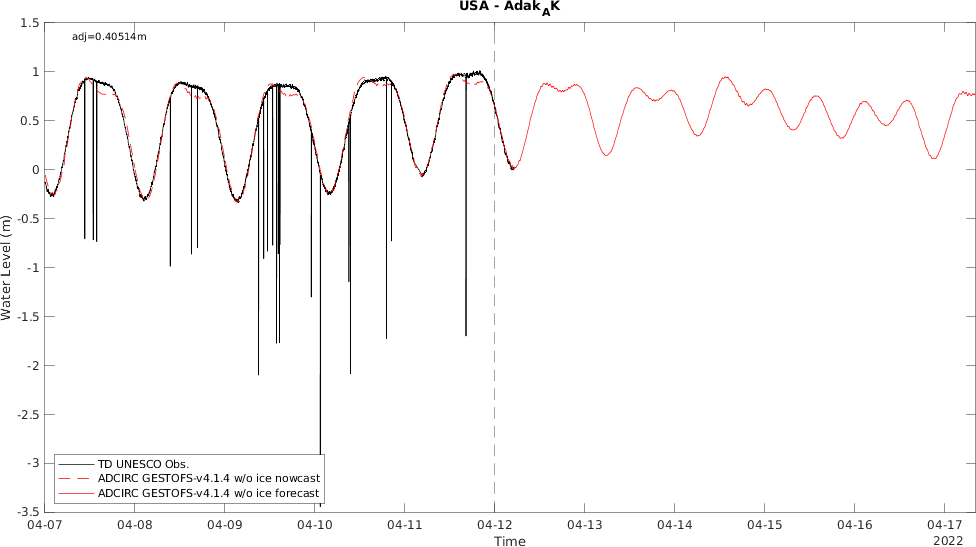 USA - Adak_AK
adj=0.40514m
1.5
1
0.5
0
-0.5
-1
-1.5
-2
-2.5
-3
-3.5
Water Level (m)
TD UNESCO Obs.
ADCIRC GESTOFS-v4.1.4 w/o ice nowcast
ADCIRC GESTOFS-v4.1.4 w/o ice forecast
04-07 04-08 04-09 04-10 04-11 04-12 04-13 04-14 04-15 04-16 04-17
Time 2022